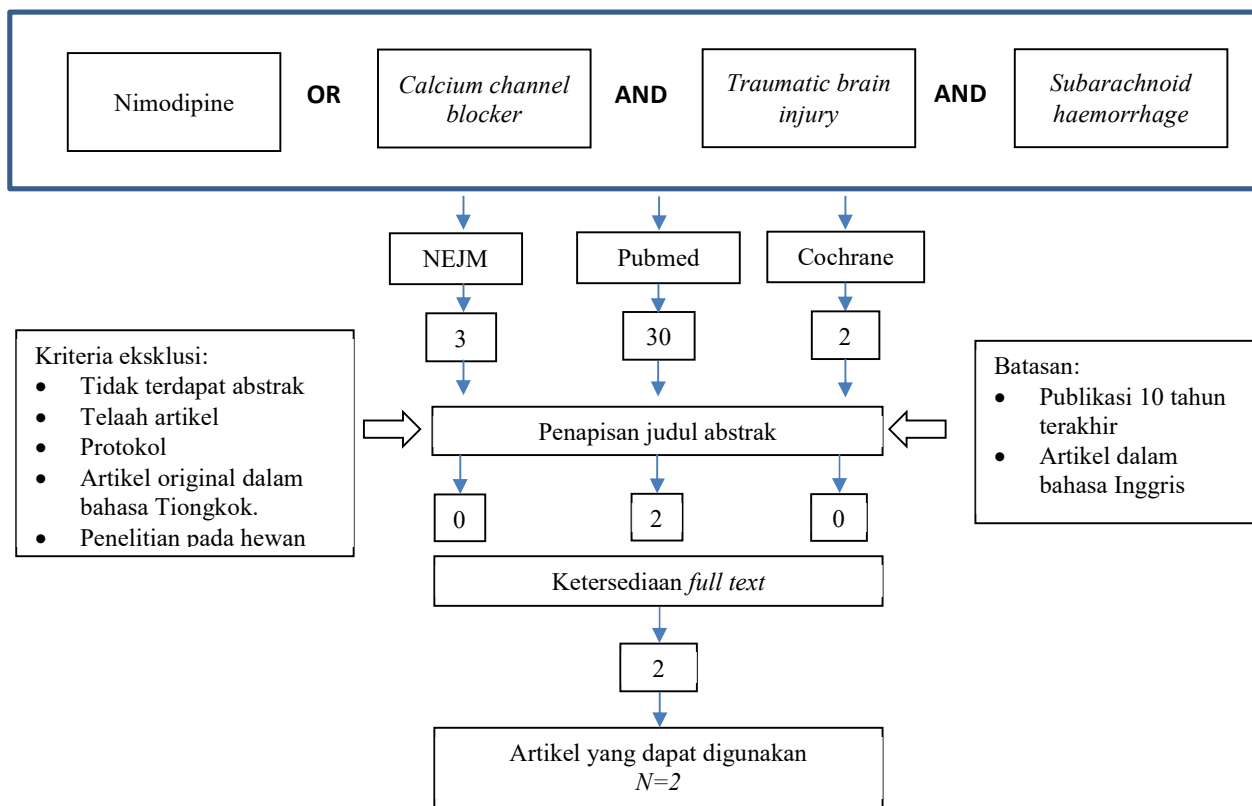 Nimodipine
OR
Calcium channel
blocker
AND
Traumatic brain
injury
AND
Subarachnoid
haemorrhage
NEJM
Pubmed
Cochrane
3
30
2
Kriteria eksklusi:
• Tidak terdapat abstrak
• Telaah artikel
• Protokol
• Artikel original dalam
bahasa Tiongkok.
• Penelitian pada hewan
Penapisan judul abstrak
Batasan:
• Publikasi 10 tahun
terakhir
• Artikel dalam
bahasa Inggris
0
2
0
Ketersediaan full text
2
Artikel yang dapat digunakan
N=2